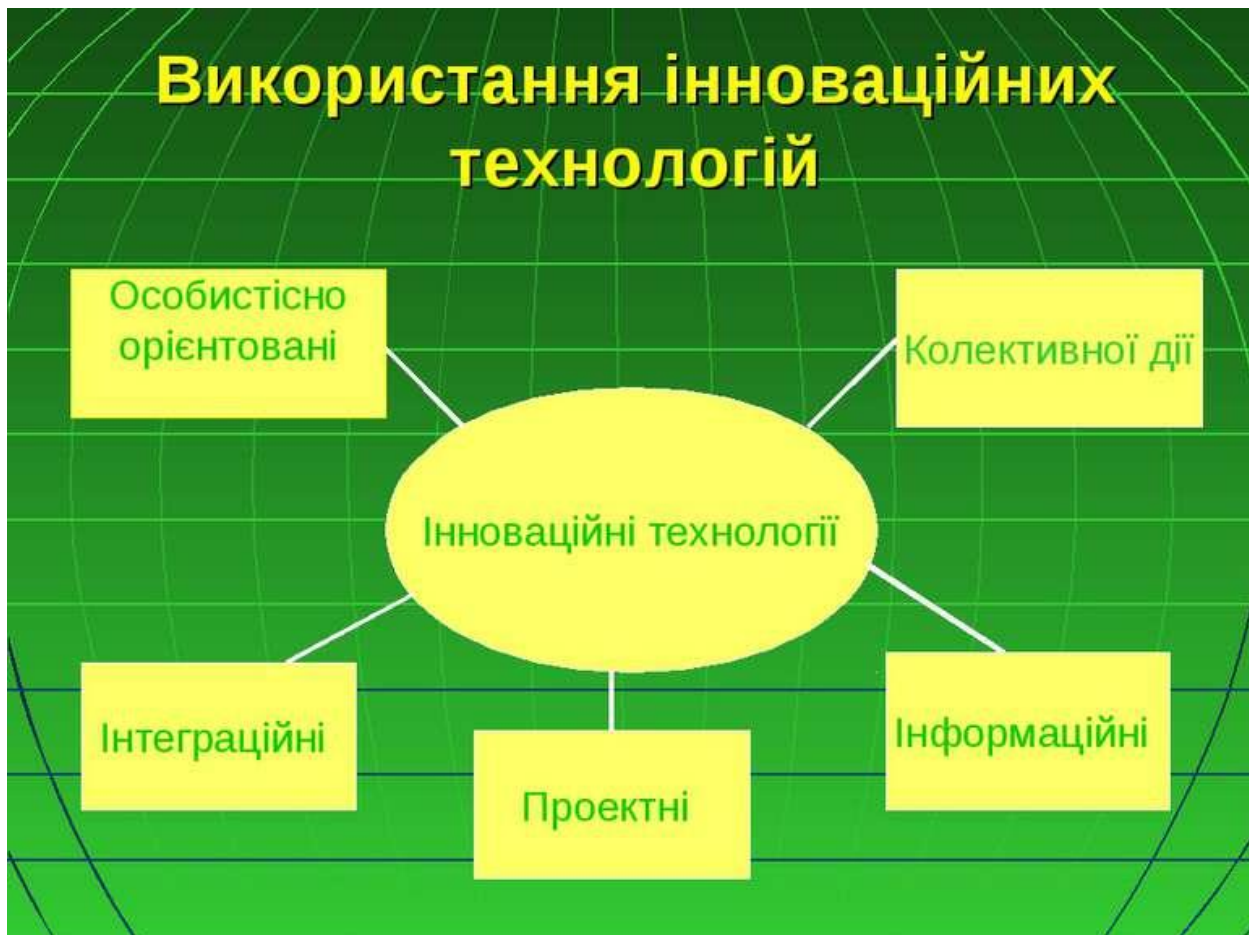 Використання інноваційних
технологій
Особистісно
орієнтовані
Колективної дії
Інноваційні технології
Інтеграційні
Проектні
Інформаційні